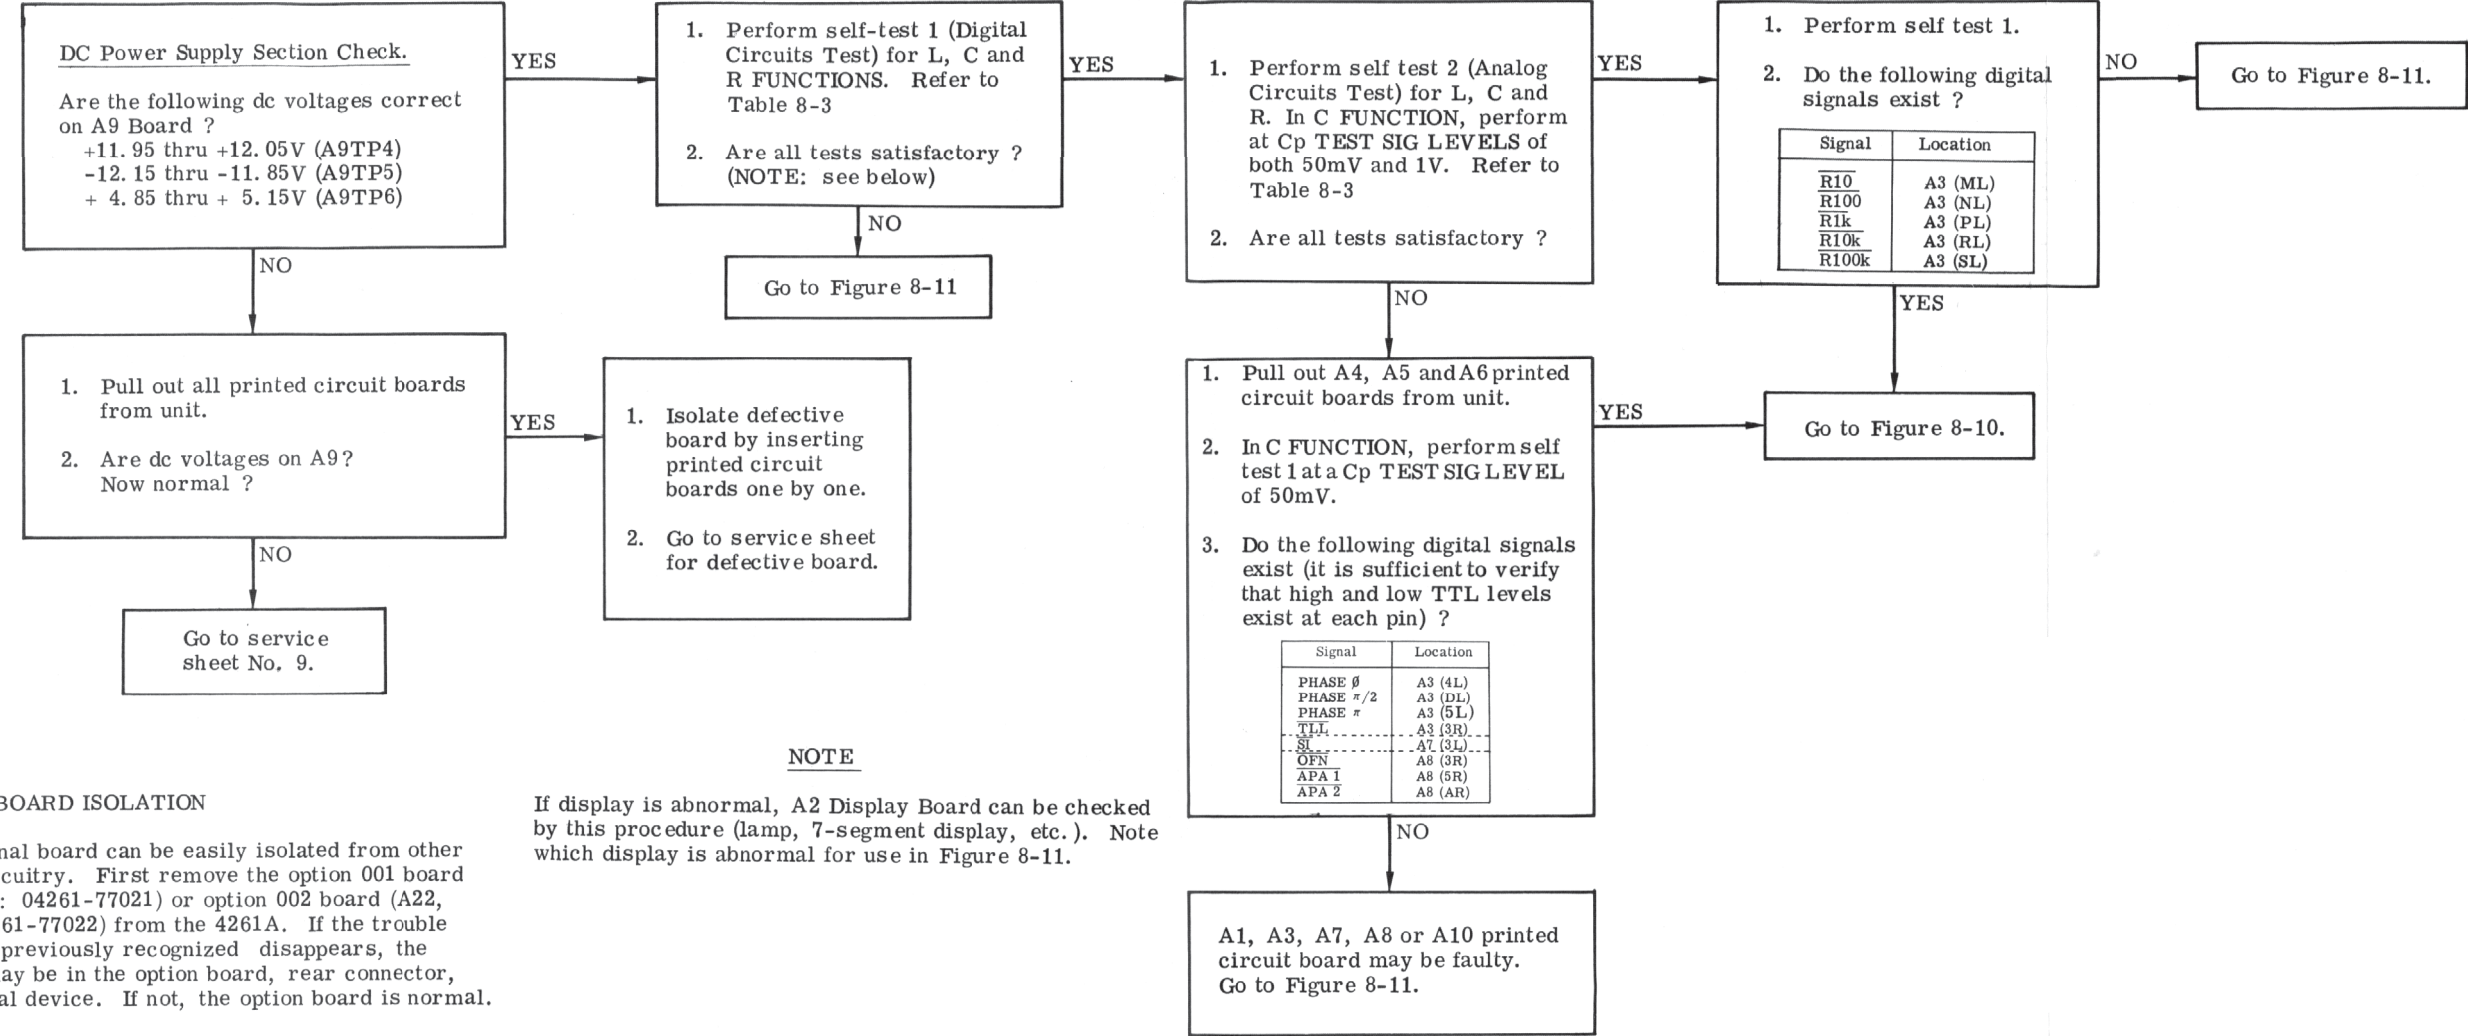 DC Power Supply Section Check.
Are the following dc voltages correct
on A9 Board ?
+11. 95 thru +12. 05V (A9TP4)
-12. 15 thru -11. 85V (A9TP5)
+ 4. 85 thru + 5. 15V (A9TP6)
YES
NO
1. Perform self-test 1 (Digital
Circuits Test) for L, C and
R FUNCTIONS. Refer to
Table 8-3
2. Are all tests satisfactory ?
(NOTE: see below)
YES
NO
Go to Figure 8-11
1. Perform self test 2 (Analog
Circuits Test) for L, C and
R. In C FUNCTION, perform
at Cp TEST SIG LEVELS of
both 50mV and 1V. Refer to
Table 8-3
2. Are all tests satisfactory ?
YES
NO
1. Perform self test 1.
2. Do the following digital
signals exist ?
Signal Location
R10 A3 (ML)
R100 A3 (NL)
R1k A3 (PL)
R10k A3 (RL)
R100k A3 (SL)
NO
Go to Figure 8-11.
YES
1. Pull out all printed circuit boards
from unit.
2. Are dc voltages on A9?
Now normal ?
YES
NO
1. Isolate defective
board by inserting
printed circuit
boards one by one.
2. Go to service sheet
for defective board.
Go to service
sheet No. 9.
1. Pull out A4, A5 and A6 printed
circuit boards from unit.
2. In C FUNCTION, perform self
test 1 at a Cp TEST SIG LEVEL
of 50mV.
3. Do the following digital signals
exist (it is sufficient to verify
that high and low TTL levels
exist at each pin) ?
Signal Location
PHASE Ø A3 (4L)
PHASE π/2 A3 (DL)
PHASE π A3 (5L)
TLL A3 (3R)
SI A7 (3L)
OFN A8 (3R)
APA 1 A8 (5R)
APA 2 A8 (AR)
YES
Go to Figure 8-10.
NO
A1, A3, A7, A8 or A10 printed
circuit board may be faulty.
Go to Figure 8-11.
NOTE
If display is abnormal, A2 Display Board can be checked
by this procedure (lamp, 7-segment display, etc. ). Note
which display is abnormal for use in Figure 8-11.
BOARD ISOLATION
nal board can be easily isolated from other
cuitry. First remove the option 001 board
: 04261-77021) or option 002 board (A22,
61-77022) from the 4261A. If the trouble
previously recognized disappears, the
ay be in the option board, rear connector,
al device. If not, the option board is normal.